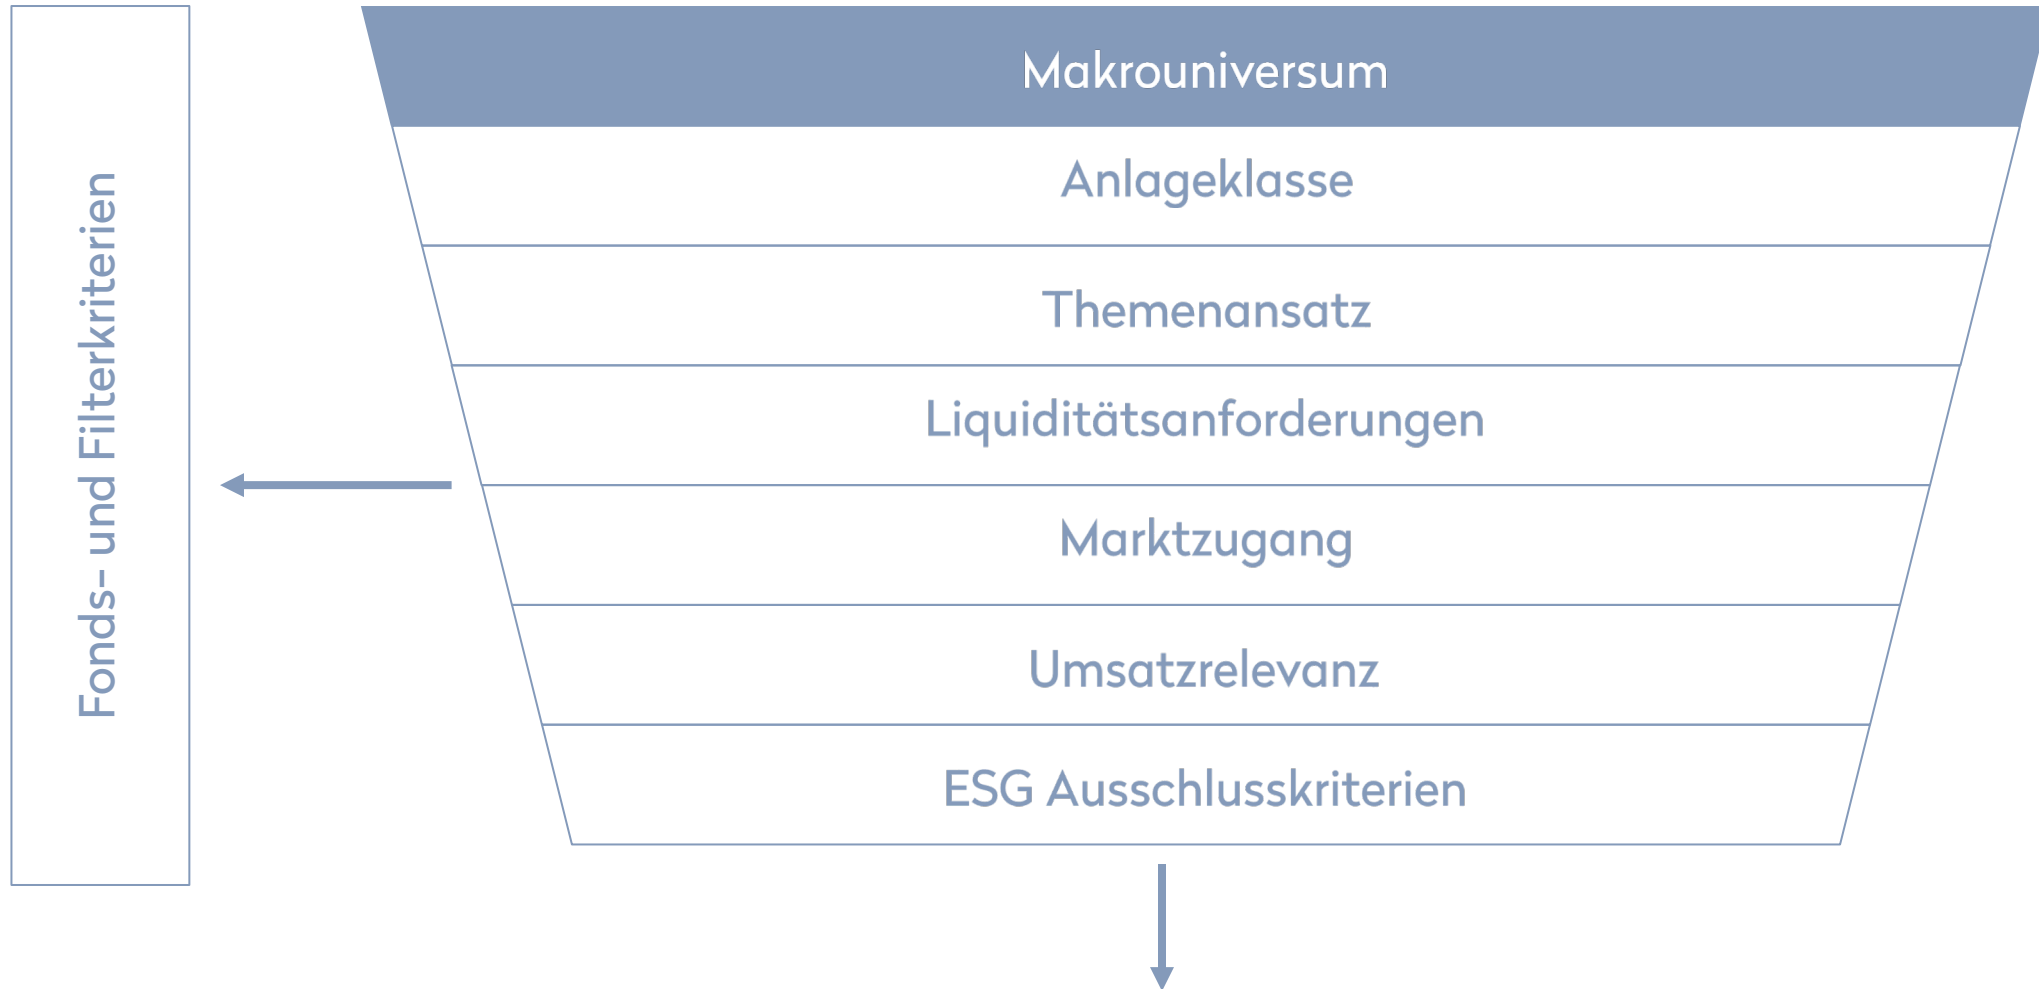 Fonds- und Filterkriterien
Makrouniversum
Anlageklasse
Themenansatz
Liquiditätsanforderungen
Marktzugang
Umsatzrelevanz
ESG Ausschlusskriterien